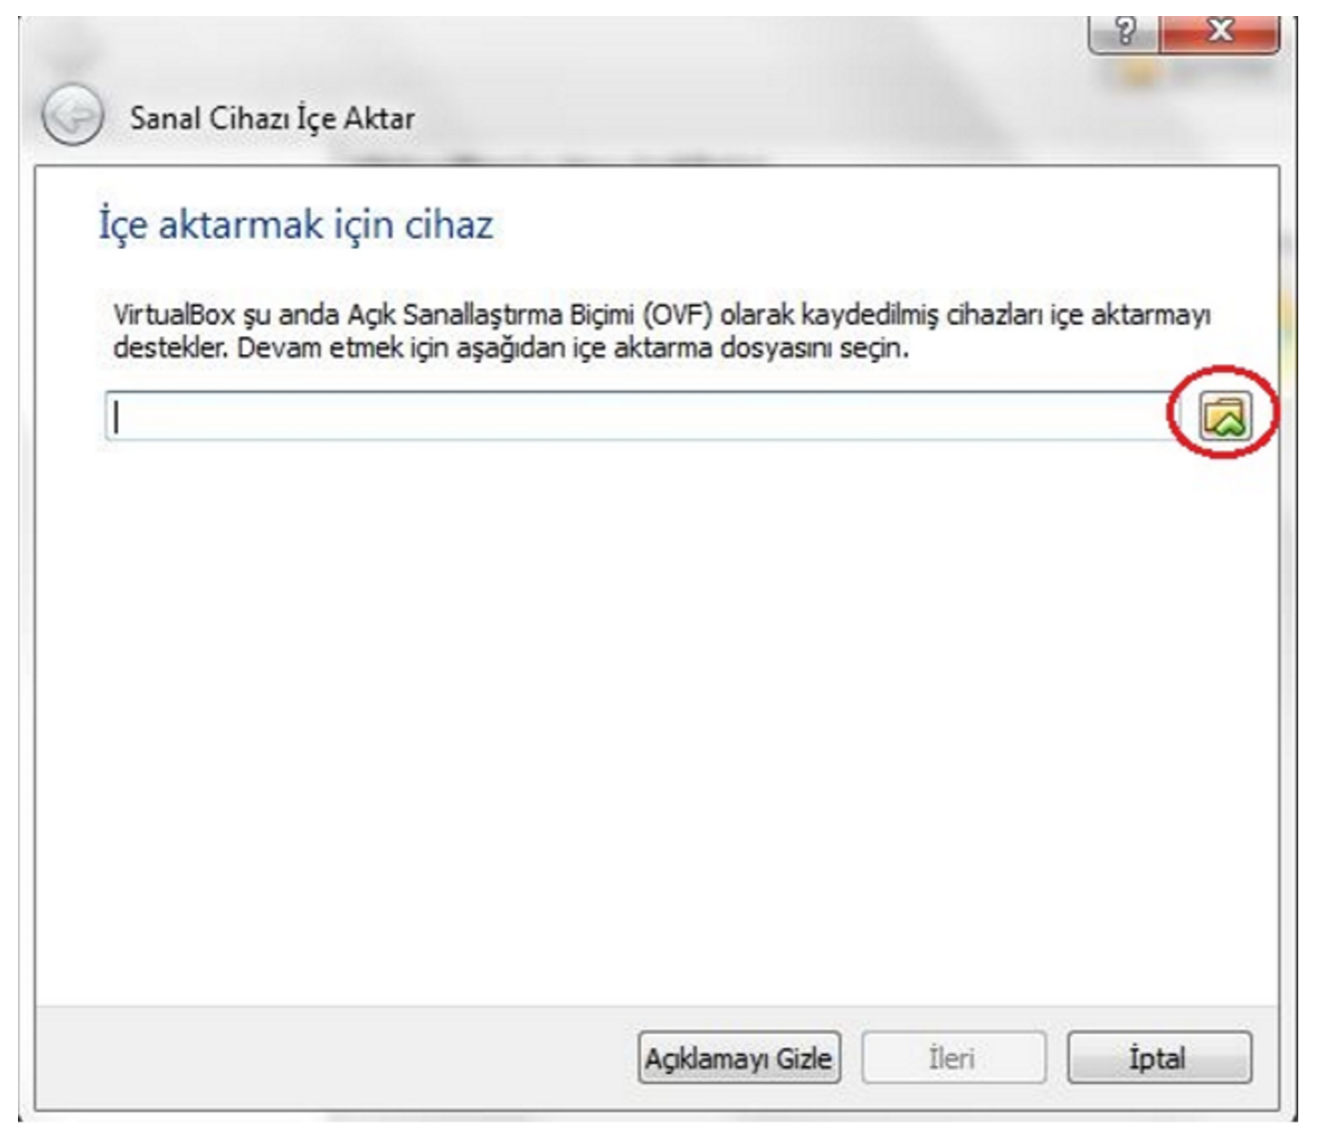 Sanal Cihazı İçe Aktar
İçe aktarmak için cihaz
VirtualBox şu anda Açık Sanallaştırma Biçimi (OVF) olarak kaydedilmiş cihazları içe aktarmayı
destekler. Devam etmek için aşağıdan içe aktarma dosyasını seçin.
Açıklamayı Gizle İleri İptal